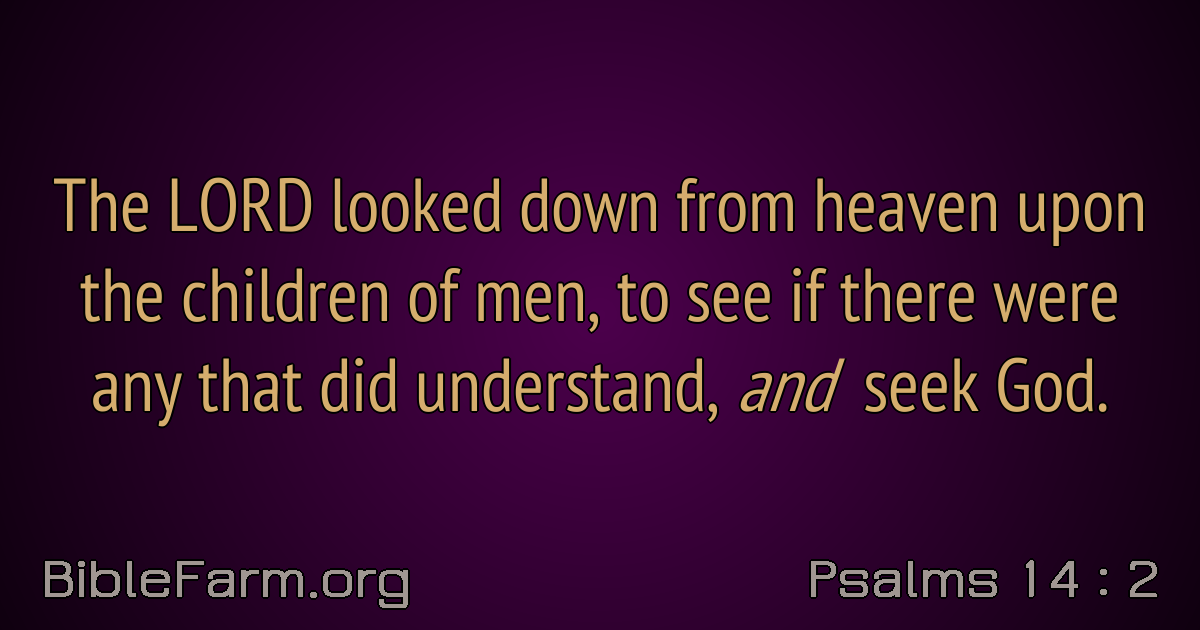 The LORD looked down from heaven upon
the children of men, to see if there were
any that did understand, and seek God.
BibleFarm.org
Psalms 14 : 2